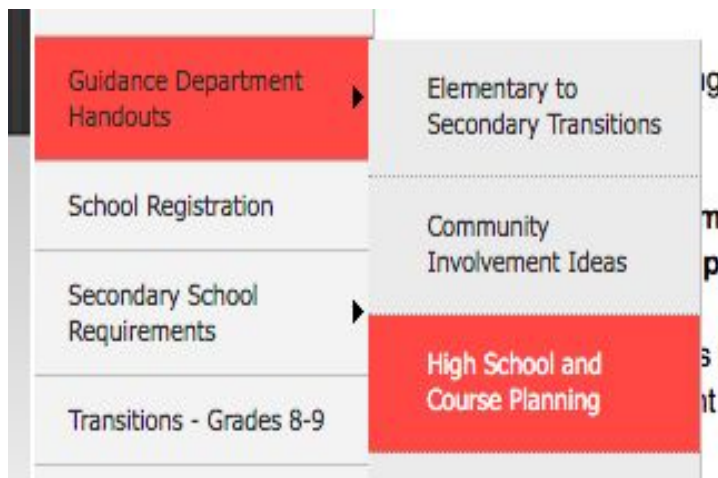 Guidance Department
Handouts
School Registration
Secondary School
Requirements
Transitions - Grades 8-9
Elementary to
Secondary Transitions
Community
Involvement Ideas
High School and
Course Planning